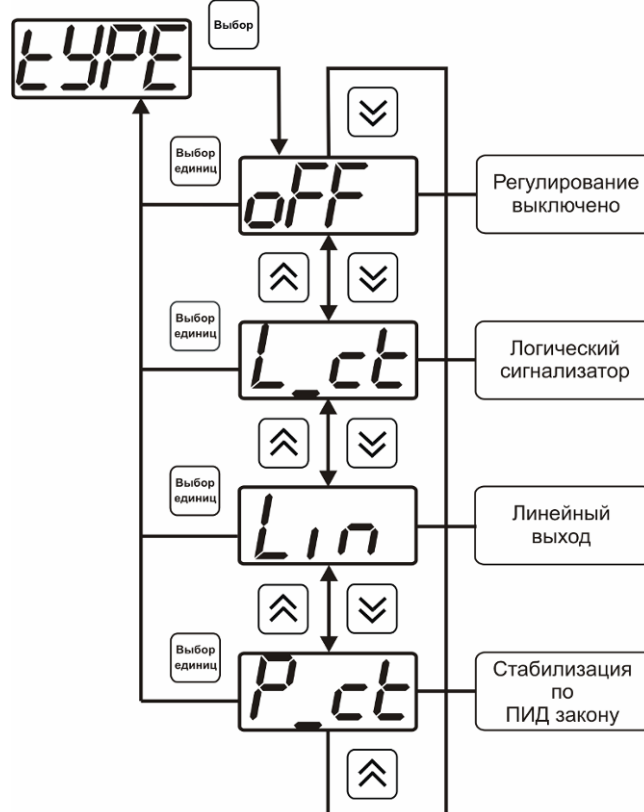 tYPE
Выбор
Выбор
единиц
oFF
Регулирование
выключено
Выбор
единиц
L_ct
Логический
сигнализатор
Выбор
единиц
Lin
Линейный
выход
Выбор
единиц
P_ct
Стабилизация
по
ПИД закону